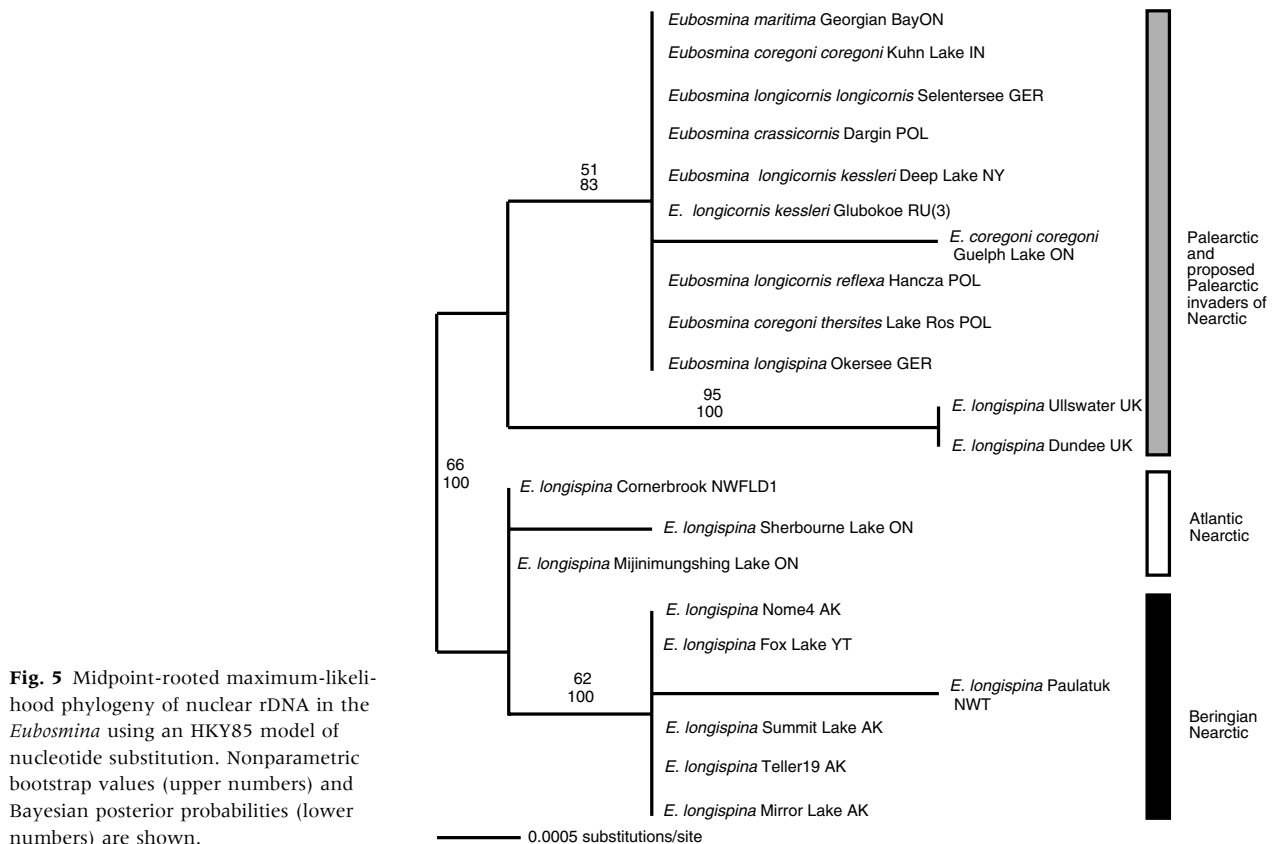 Eubosmina maritima Georgian BayON
Eubosmina coregoni coregoni Kuhn Lake IN
Eubosmina longicornis longicornis Selentersee GER
Eubosmina crassicornis Dargin POL
51
83
Eubosmina longicornis kessleri Deep Lake NY
E. longicornis kessleri Glubokoe RU(3)
E. coregoni coregoni
Guelph Lake ON
Eubosmina longicornis reflexa Hancza POL
Eubosmina coregoni thersites Lake Ros POL
Eubosmina longispina Okersee GER
95
100
E. longispina Ullswater UK
E. longispina Dundee UK
Palearctic
and
proposed
Palearctic
invaders of
Nearctic
66
100
E. longispina Cornerbrook NWFLD1
E. longispina Sherbourne Lake ON
E. longispina Mijinimungshing Lake ON
Atlantic
Nearctic
E. longispina Nome4 AK
E. longispina Fox Lake YT
62
100
E. longispina Paulatuk
NWT
E. longispina Summit Lake AK
E. longispina Teller19 AK
E. longispina Mirror Lake AK
Beringian
Nearctic
0.0005 substitutions/site
Fig. 5 Midpoint-rooted maximum-likeli-
hood phylogeny of nuclear rDNA in the
Eubosmina using an HKY85 model of
nucleotide substitution. Nonparametric
bootstrap values (upper numbers) and
Bayesian posterior probabilities (lower
numbers) are shown.